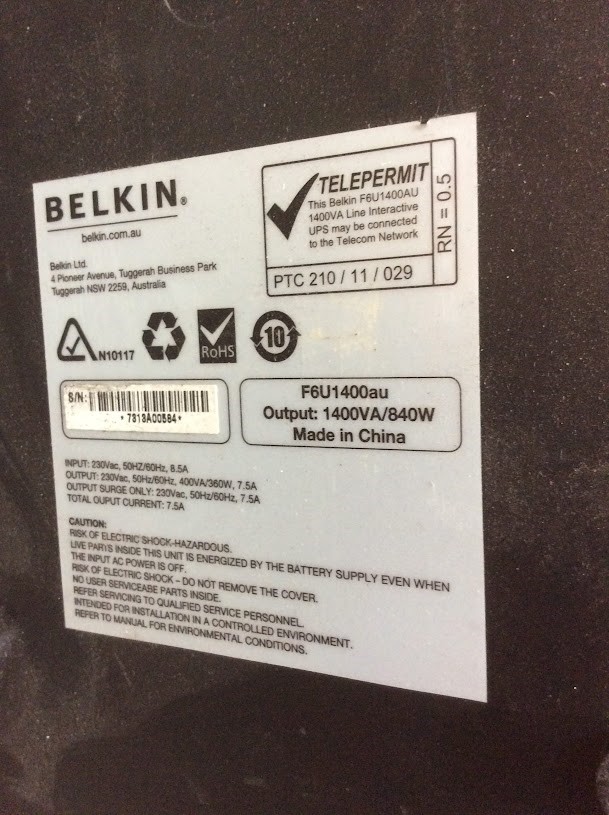 BELKIN®
belkin.com.au
Belkin Ltd.
4 Pioneer Avenue, Tuggerah Business Park
Tuggerah NSW 2259, Australia
TELEPERMIT
This Belkin F6U1400AU
1400VA Line Interactive
UPS may be connected
to the Telecom Network
RN = 0.5
PTC 210 / 11 / 029
N10117
RoHS
10
S/N:
* 7313A00584 *
F6U1400au
Output: 1400VA/840W
Made in China
INPUT: 230Vac, 50HZ/60Hz, 8.5A
OUTPUT: 230Vac, 50Hz/60Hz, 400VA/360W, 7.5A
OUTPUT SURGE ONLY: 230Vac, 50Hz/60Hz, 7.5A
TOTAL OUPUT CURRENT: 7.5A
CAUTION:
RISK OF ELECTRIC SHOCK-HAZARDOUS.
LIVE PARTS INSIDE THIS UNIT IS ENERGIZED BY THE BATTERY SUPPLY EVEN WHEN
THE INPUT AC POWER IS OFF.
RISK OF ELECTRIC SHOCK - DO NOT REMOVE THE COVER.
NO USER SERVICEABE PARTS INSIDE.
REFER SERVICING TO QUALIFIED SERVICE PERSONNEL.
INTENDED FOR INSTALLATION IN A CONTROLLED ENVIRONMENT.
REFER TO MANUAL FOR ENVIRONMENTAL CONDITIONS.